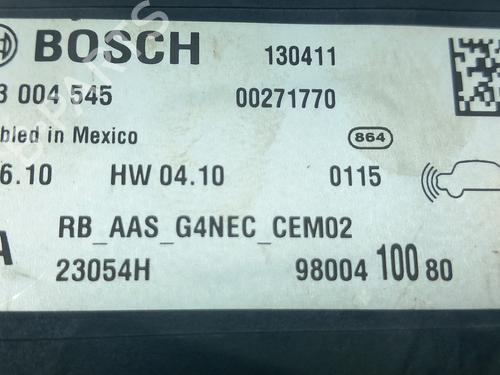 BOSCH 130411
3 004 545 00271770
bled in Mexico 864
6.10 HW 04.10 0115
RB_AAS_G4NEC_CEM02
A 23054H 98004 100 80